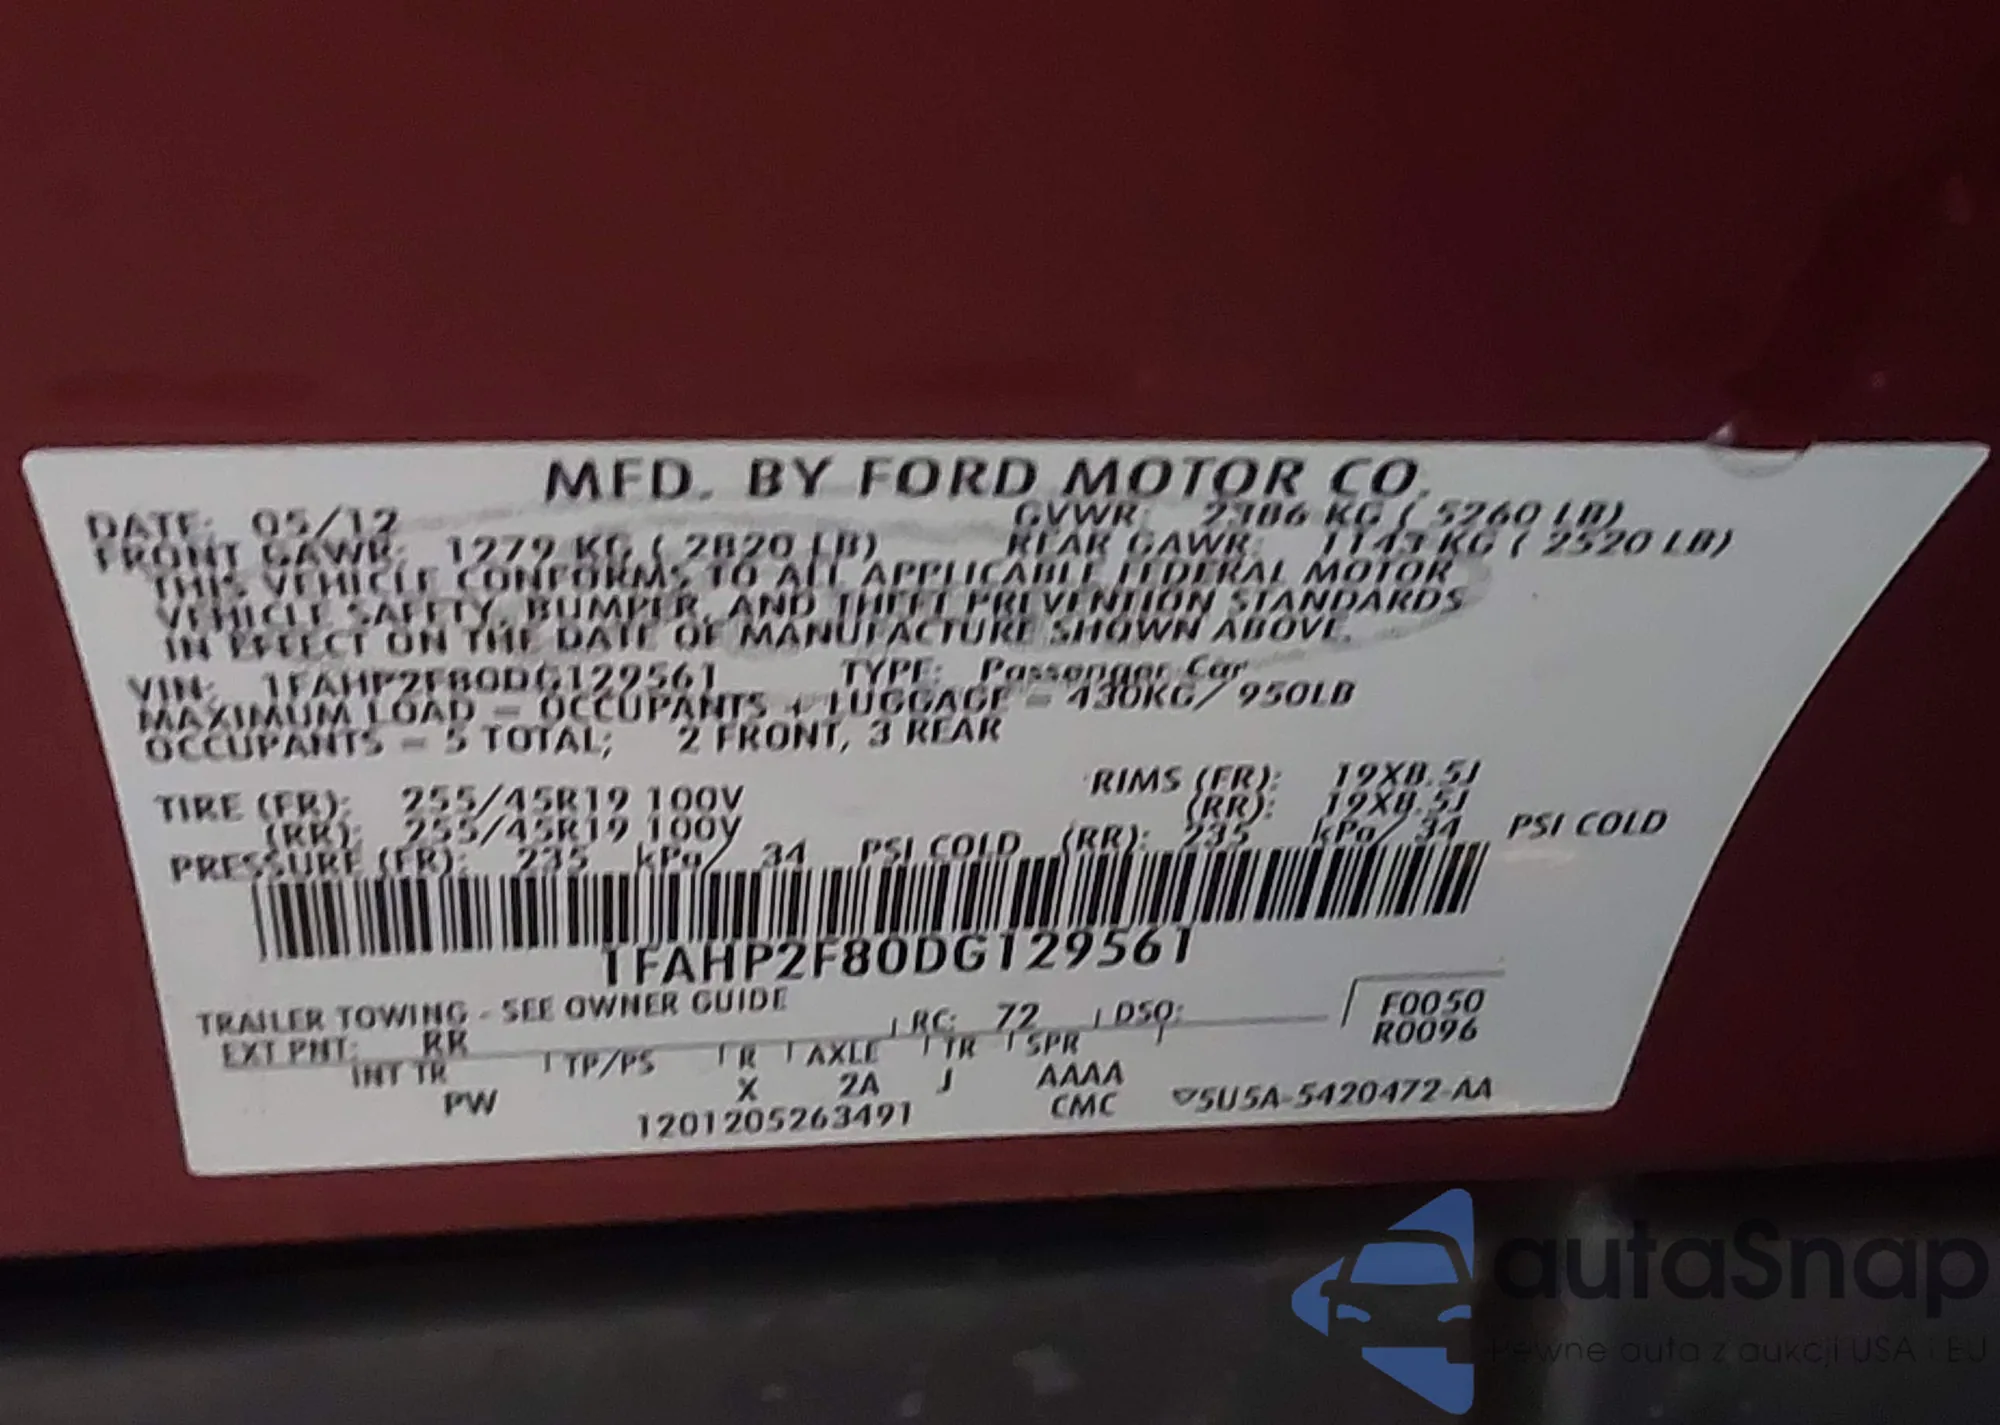 MFD. BY FORD MOTOR CO.
DATE: 05/12 GVWR: 2386 KG ( 5260 LB)
FRONT GAWR: 1279 KG ( 2820 LB) REAR GAWR: 1143 KG ( 2520 LB)
THIS VEHICLE CONFORMS TO ALL APPLICABLE FEDERAL MOTOR
VEHICLE SAFETY, BUMPER, AND THEFT PREVENTION STANDARDS
IN EFFECT ON THE DATE OF MANUFACTURE SHOWN ABOVE.
VIN: 1FAHP2F80DG129561 TYPE: Passenger Car
MAXIMUM LOAD = OCCUPANTS + LUGGAGE = 430KG/ 950LB
OCCUPANTS = 5 TOTAL; 2 FRONT, 3 REAR
TIRE (FR): 255/45R19 100V RIMS (FR): 19X8.5J
(RR): 255/45R19 100V (RR): 19X8.5J
PRESSURE (FR): 235 kPa/ 34 PSI COLD (RR): 235 kPa/ 34 PSI COLD
1FAHP2F80DG129561
TRAILER TOWING - SEE OWNER GUIDE
EXT PNT: RR RC: 72 DSO: F0050
R0096
INT TR TP/PS R AXLE TR SPR
PW X 2A J AAAA
1201205263491 CMC 5U5A-5420472-AA
autaSnap
Pewne auta z aukcji USA i EU